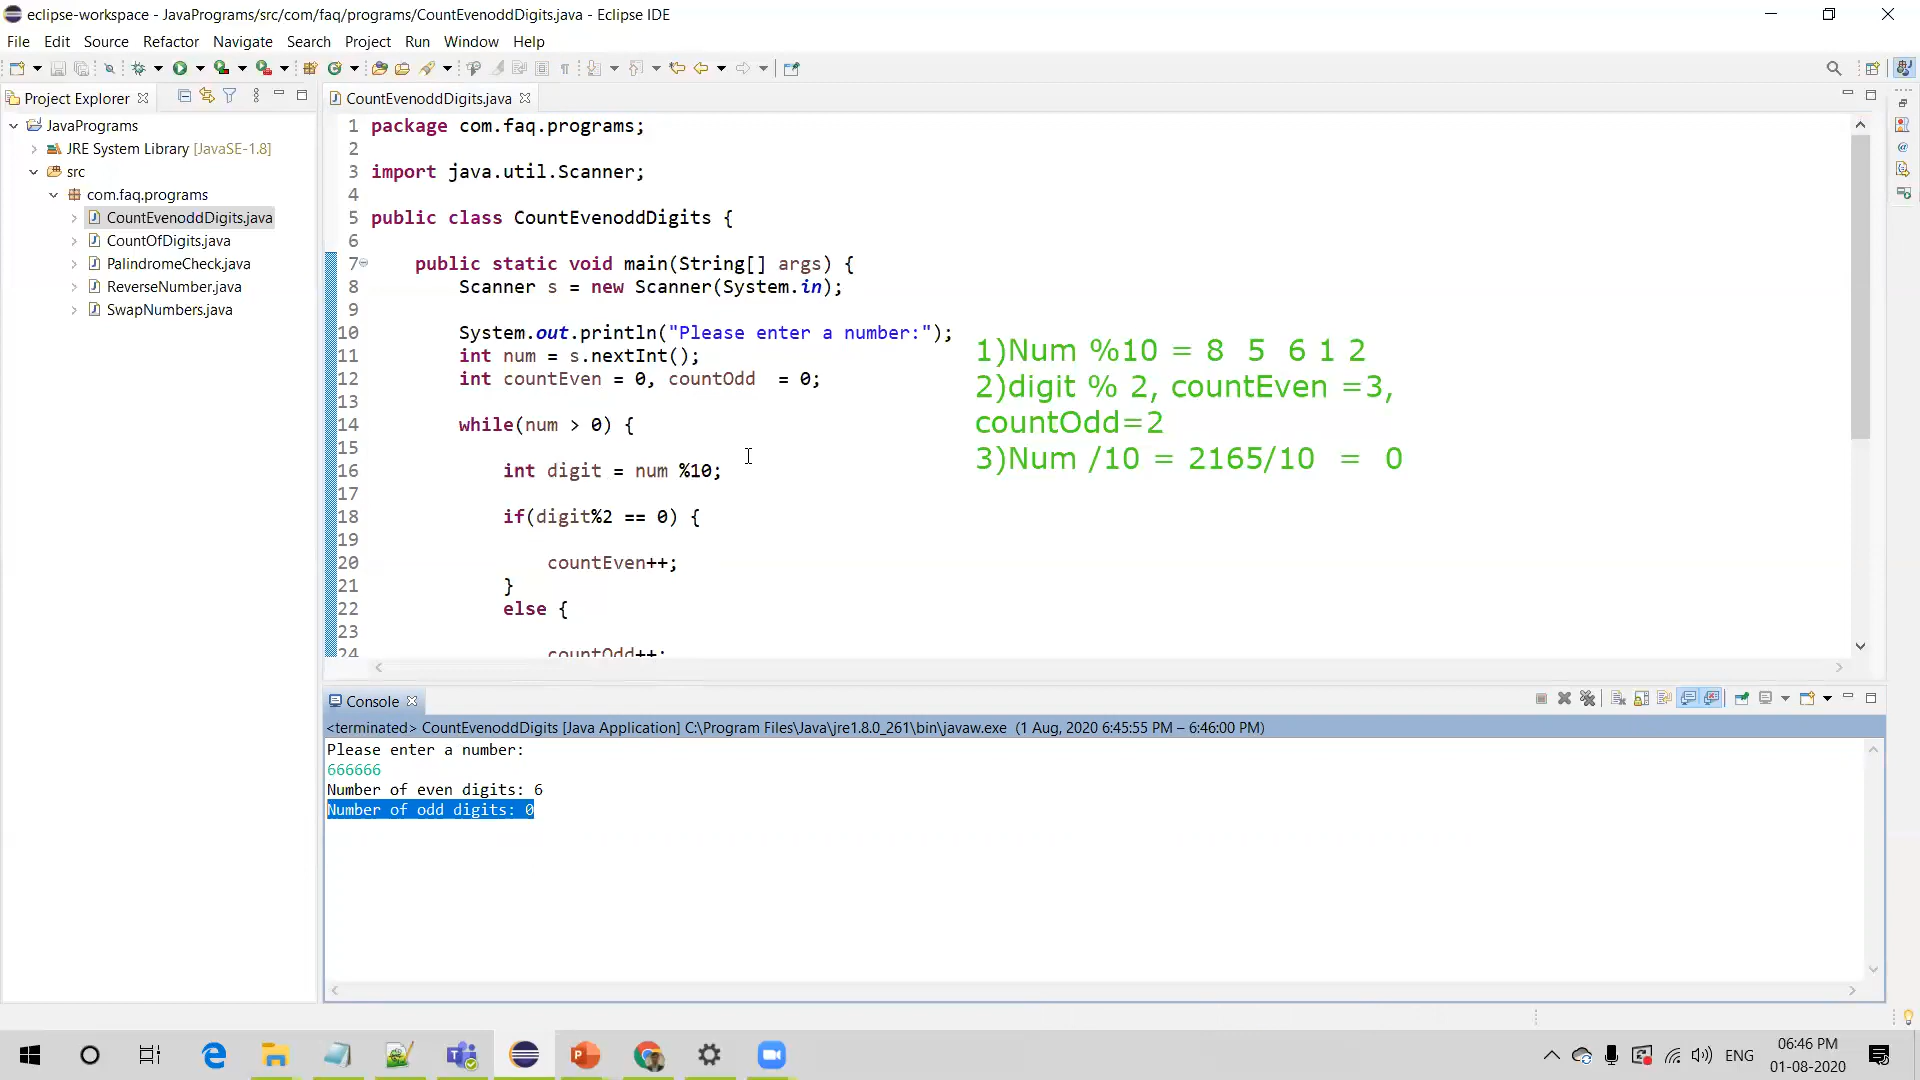 eclipse-workspace - JavaPrograms/src/com/faq/programs/CountEvenoddDigits.java - Eclipse IDE
File Edit Source Refactor Navigate Search Project Run Window Help
Project Explorer
CountEvenoddDigits.java
JavaPrograms
JRE System Library [JavaSE-1.8]
src
com.faq.programs
CountEvenoddDigits.java
CountOfDigits.java
PalindromeCheck.java
ReverseNumber.java
SwapNumbers.java
1 package com.faq.programs;
2
3 import java.util.Scanner;
4
5 public class CountEvenoddDigits {
6
7 public static void main(String[] args) {
8 Scanner s = new Scanner(System.in);
9
10 System.out.println("Please enter a number:");
11 int num = s.nextInt();
12 int countEven = 0, countOdd = 0;
13
14 while(num > 0) {
15
16 int digit = num %10;
17
18 if(digit%2 == 0) {
19
20 countEven++;
21 }
22 else {
23
24 countOdd++;
1)Num %10 = 8 5 6 1 2
2)digit % 2, countEven =3,
countOdd=2
3)Num /10 = 2165/10 = 0
Console
<terminated> CountEvenoddDigits [Java Application] C:\Program Files\Java\jre1.8.0_261\bin\javaw.exe (1 Aug, 2020 6:45:55 PM – 6:46:00 PM)
Please enter a number:
666666
Number of even digits: 6
Number of odd digits: 0
ENG
06:46 PM
01-08-2020